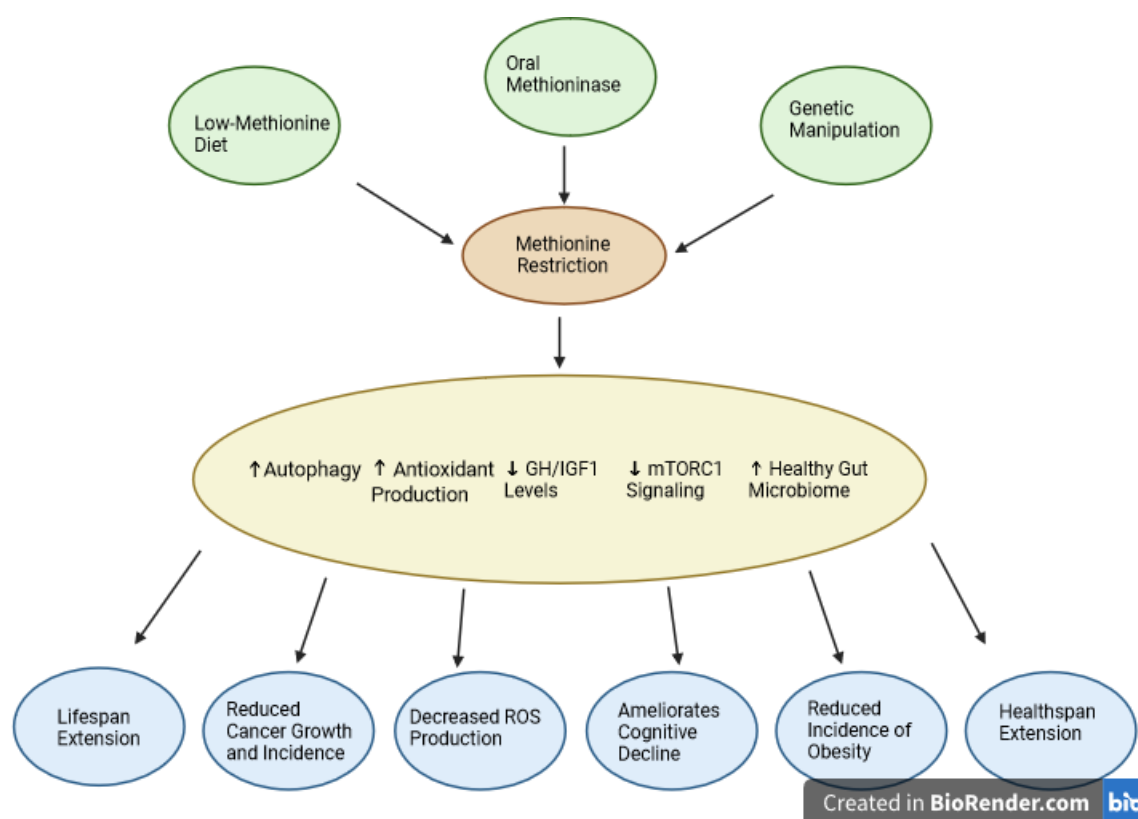 Oral
Methioninase
Low-Methionine
Diet
Genetic
Manipulation
Methionine
Restriction
↑Autophagy
↑ Antioxidant
Production
↓ GH/IGF1
Levels
↓ mTORC1
Signaling
↑ Healthy Gut
Microbiome
Lifespan
Extension
Reduced
Cancer Growth
and Incidence
Decreased ROS
Production
Ameliorates
Cognitive
Decline
Reduced
Incidence of
Obesity
Healthspan
Extension
Created in BioRender.com